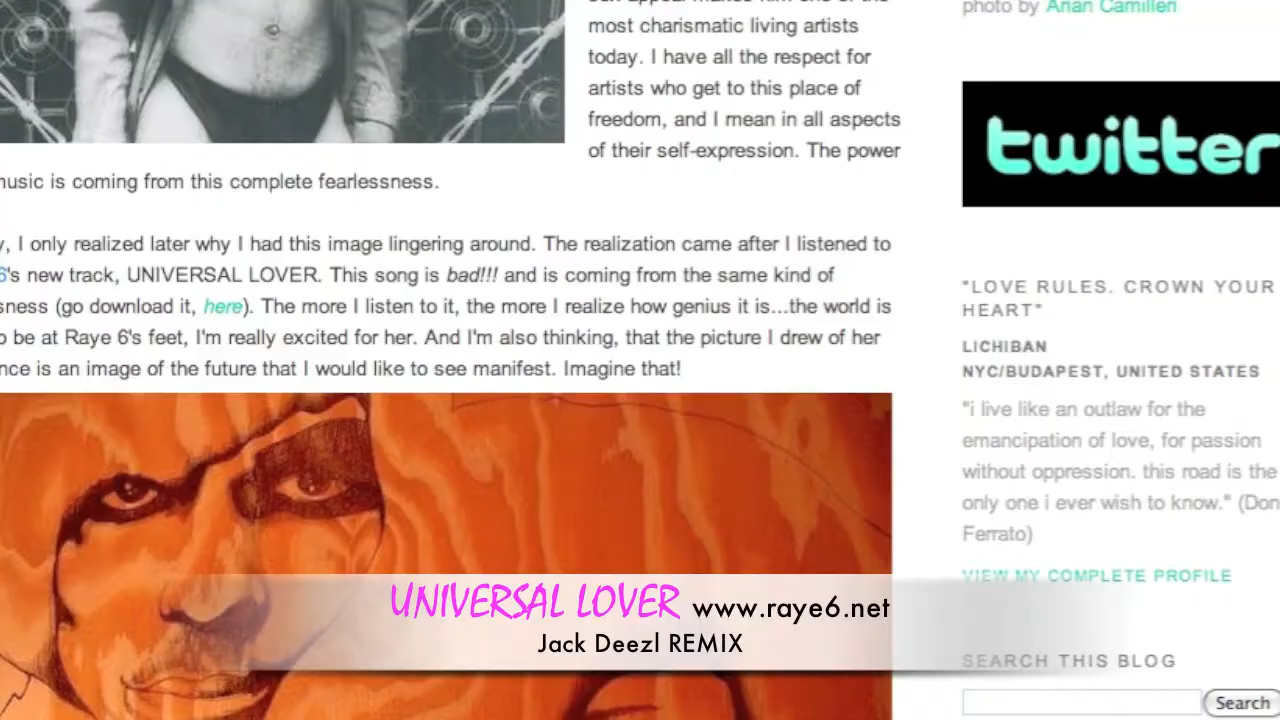 most charismatic living artists
today. I have all the respect for
artists who get to this place of
freedom, and I mean in all aspects
of their self-expression. The power
music is coming from this complete fearlessness.
y, I only realized later why I had this image lingering around. The realization came after I listened to
6's new track, UNIVERSAL LOVER. This song is bad!!! and is coming from the same kind of
sness (go download it, here). The more I listen to it, the more I realize how genius it is...the world is
o be at Raye 6's feet, I'm really excited for her. And I'm also thinking, that the picture I drew of her
nce is an image of the future that I would like to see manifest. Imagine that!
photo by Arian Camilleri
twitter
"LOVE RULES. CROWN YOUR
HEART"
LICHIBAN
NYC/BUDAPEST, UNITED STATES
"i live like an outlaw for the
emancipation of love, for passion
without oppression. this road is the
only one i ever wish to know." (Don
Ferrato)
VIEW MY COMPLETE PROFILE
SEARCH THIS BLOG
Search
UNIVERSAL LOVER www.raye6.net
Jack Deezl REMIX